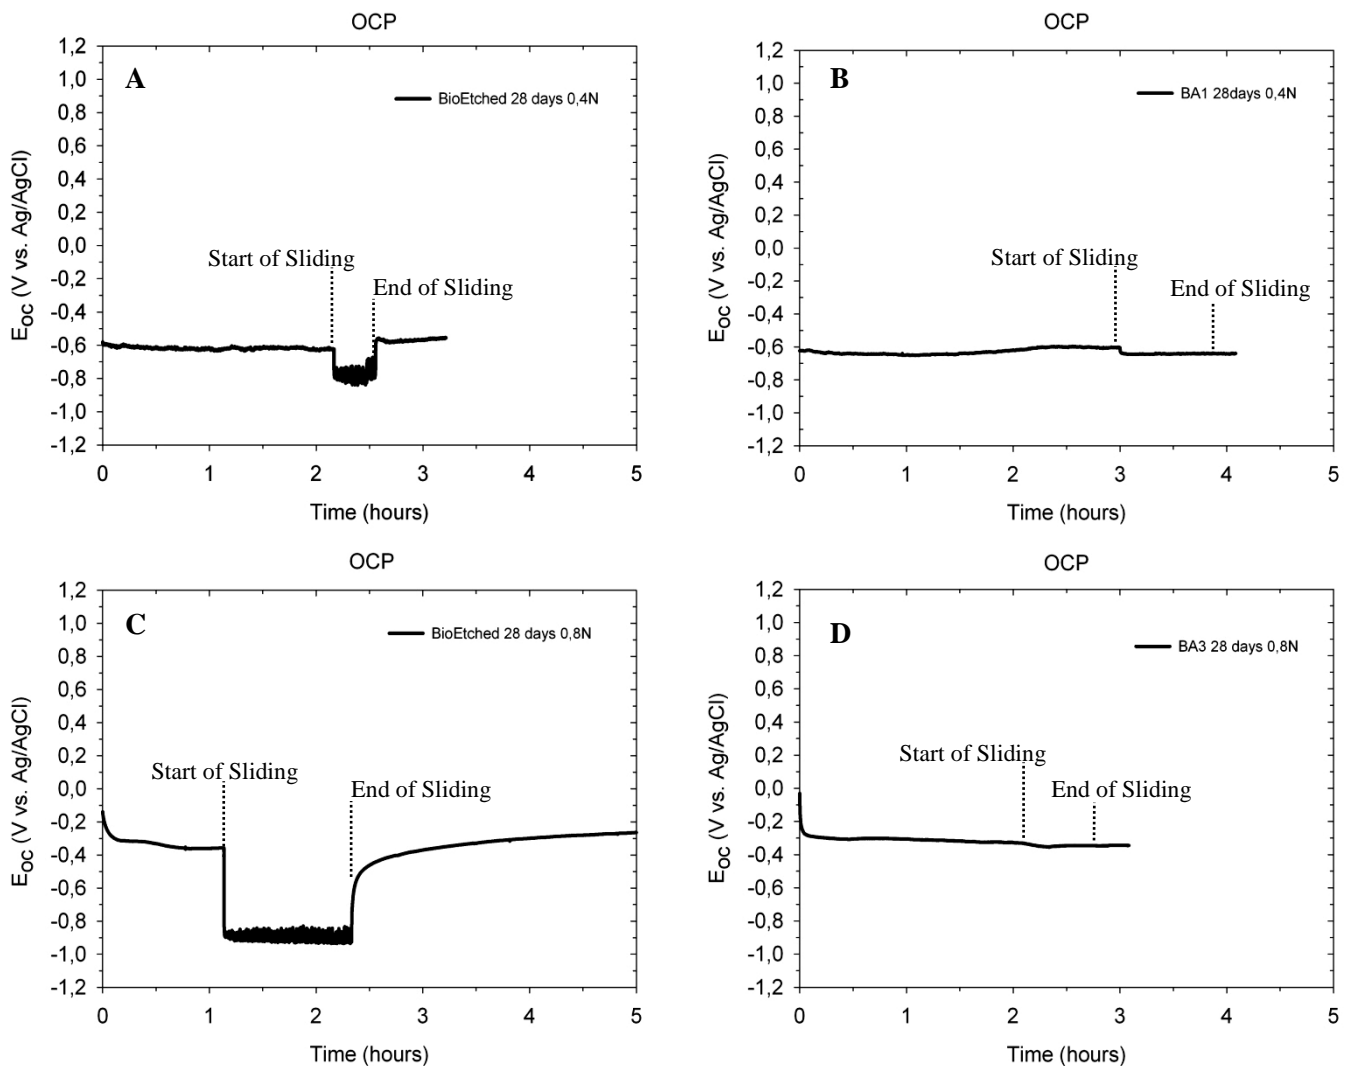 OCP
A
BioEtched 28 days 0,4N
1,2
1,0
0,8
0,6
0,4
0,2
0,0
-0,2
-0,4
-0,6
-0,8
-1,0
-1,2
E_OC (V vs. Ag/AgCl)
Start of Sliding
End of Sliding
0 1 2 3 4 5
Time (hours)
OCP
B
BA1 28days 0,4N
1,2
1,0
0,8
0,6
0,4
0,2
0,0
-0,2
-0,4
-0,6
-0,8
-1,0
-1,2
E_OC (V vs. Ag/AgCl)
Start of Sliding
End of Sliding
0 1 2 3 4 5
Time (hours)
OCP
C
BioEtched 28 days 0,8N
1,2
1,0
0,8
0,6
0,4
0,2
0,0
-0,2
-0,4
-0,6
-0,8
-1,0
-1,2
E_OC (V vs. Ag/AgCl)
Start of Sliding
End of Sliding
0 1 2 3 4 5
Time (hours)
OCP
D
BA3 28 days 0,8N
1,2
1,0
0,8
0,6
0,4
0,2
0,0
-0,2
-0,4
-0,6
-0,8
-1,0
-1,2
E_OC (V vs. Ag/AgCl)
Start of Sliding
End of Sliding
0 1 2 3 4 5
Time (hours)